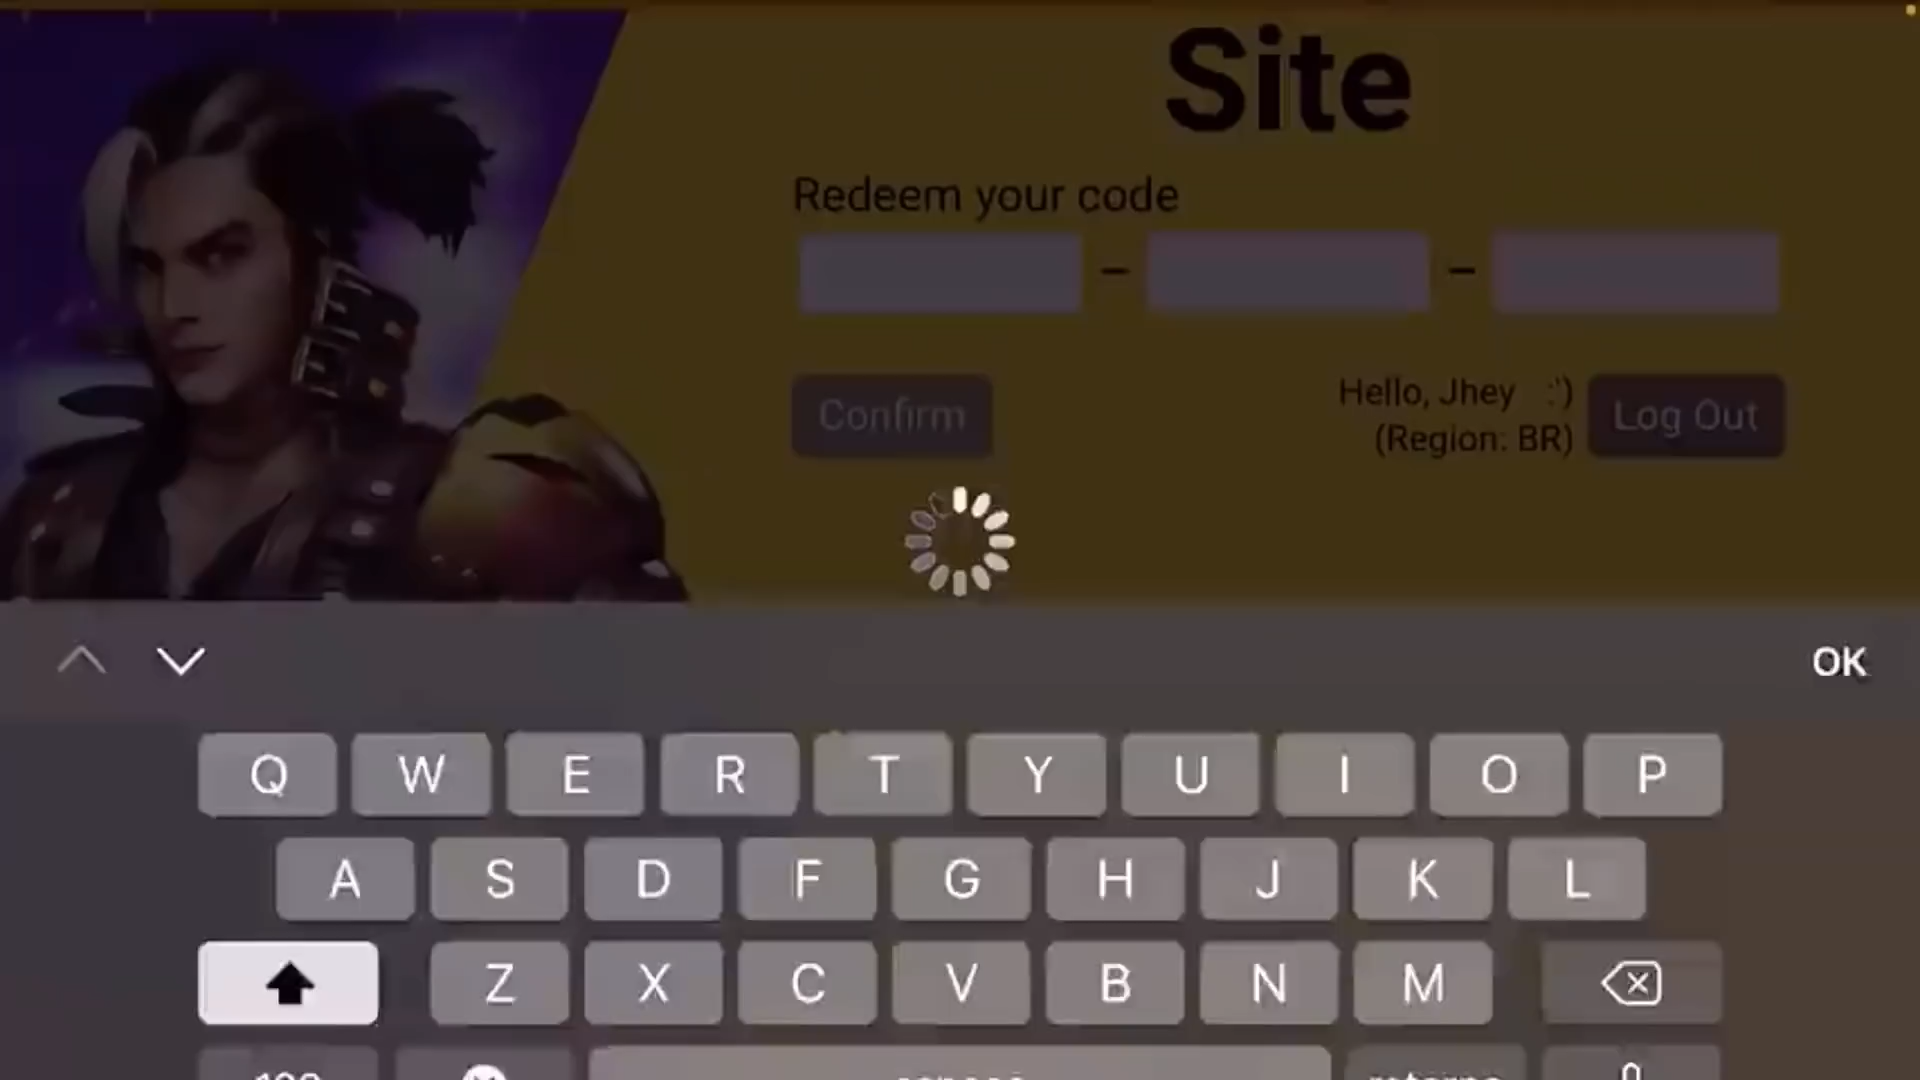 Site
Redeem your code
– –
Confirm
Hello, Jhey :')
(Region: BR)
Log Out
OK
Q W E R T Y U I O P
A S D F G H J K L
Z X C V B N M